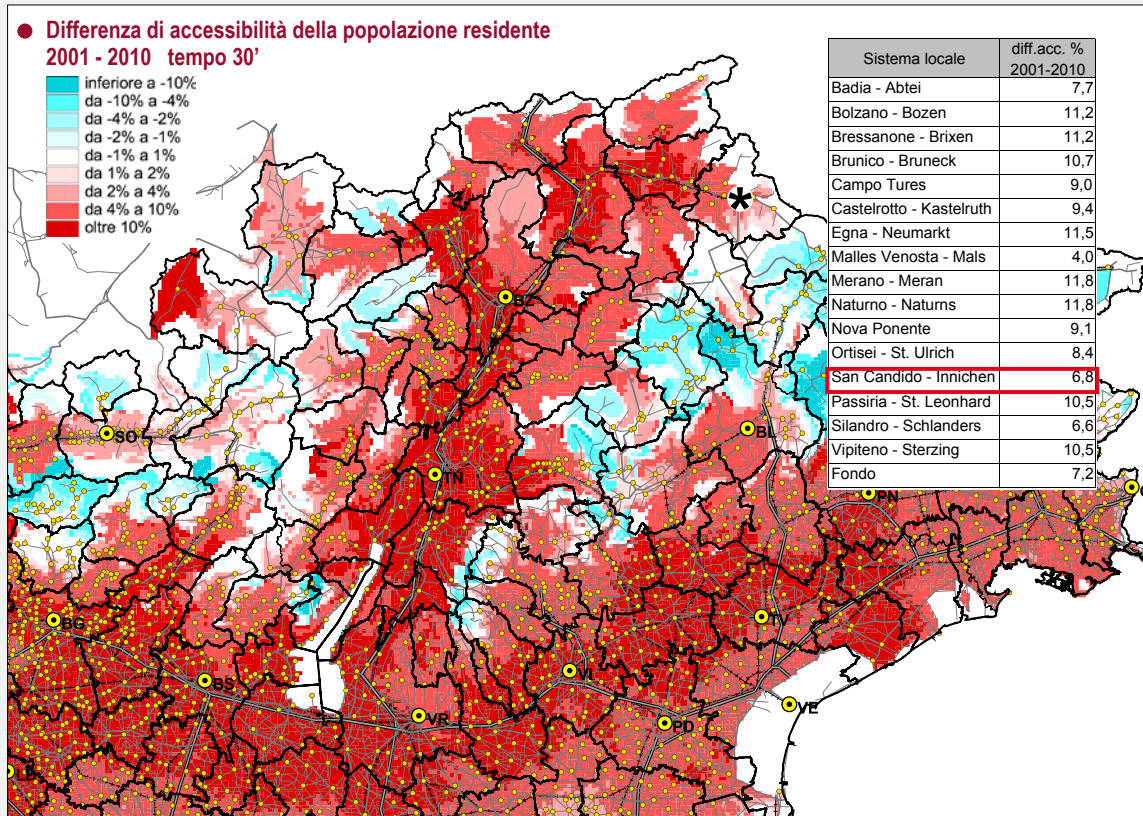 Differenza di accessibilità della popolazione residente
2001 - 2010 tempo 30'
inferiore a -10%
da -10% a -4%
da -4% a -2%
da -2% a -1%
da -1% a 1%
da 1% a 2%
da 2% a 4%
da 4% a 10%
oltre 10%
Sistema locale diff.acc. % 2001-2010
Badia - Abtei 7,7
Bolzano - Bozen 11,2
Bressanone - Brixen 11,2
Brunico - Bruneck 10,7
Campo Tures 9,0
Castelrotto - Kastelruth 9,4
Egna - Neumarkt 11,5
Malles Venosta - Mals 4,0
Merano - Meran 11,8
Naturno - Naturns 11,8
Nova Ponente 9,1
Ortisei - St. Ulrich 8,4
San Candido - Innichen 6,8
Passiria - St. Leonhard 10,5
Silandro - Schlanders 6,6
Vipiteno - Sterzing 10,5
Fondo 7,2
*
BZ
SO
BL
TN
PN
BG
BS
VI
VR
PD
VE